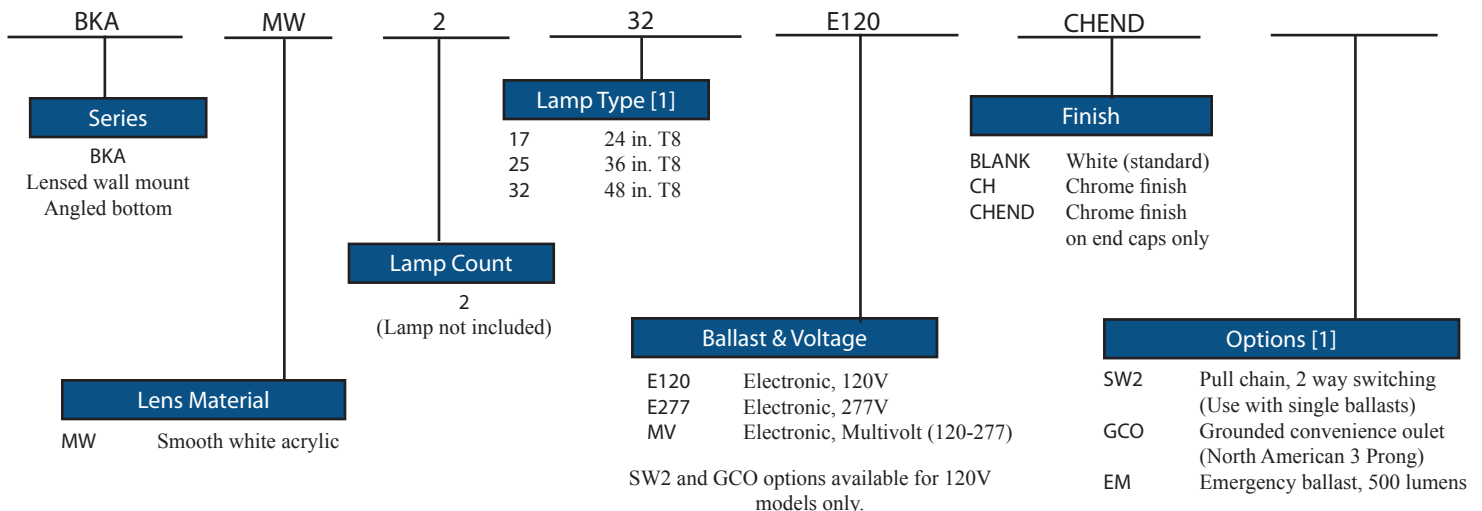 BKA MW 2 32 E120 CHEND
Series
BKA
Lensed wall mount
Angled bottom
Lens Material
MW Smooth white acrylic
Lamp Count
2
(Lamp not included)
Lamp Type [1]
17 24 in. T8
25 36 in. T8
32 48 in. T8
Ballast & Voltage
E120 Electronic, 120V
E277 Electronic, 277V
MV Electronic, Multivolt (120-277)
SW2 and GCO options available for 120V
models only.
Finish
BLANK White (standard)
CH Chrome finish
CHEND Chrome finish
on end caps only
Options [1]
SW2 Pull chain, 2 way switching
(Use with single ballasts)
GCO Grounded convenience oulet
(North American 3 Prong)
EM Emergency ballast, 500 lumens